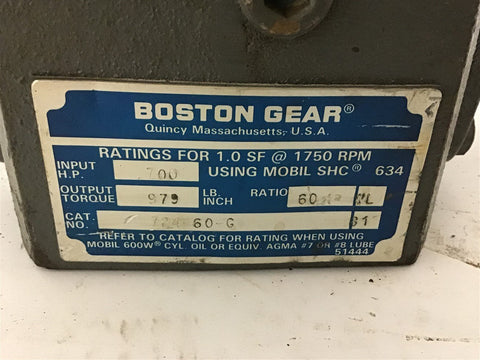 BOSTON GEAR®
Quincy Massachusetts, U.S.A.
RATINGS FOR 1.0 SF @ 1750 RPM
INPUT H.P. 700 USING MOBIL SHC® 634
OUTPUT TORQUE 979 LB. INCH RATIO 60
CAT. NO. 60-G
REFER TO CATALOG FOR RATING WHEN USING
MOBIL 600W® CYL. OIL OR EQUIV. AGMA #7 OR #8 LUBE
51444